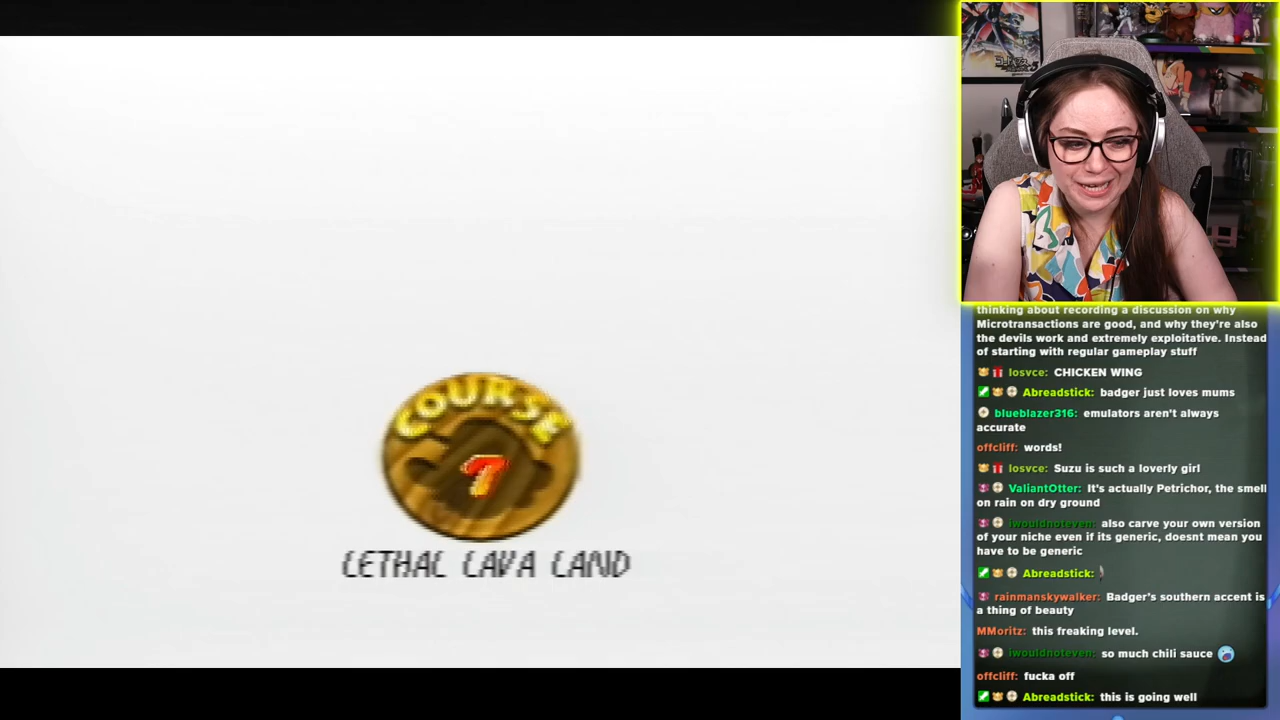 COURSE
7
LETHAL LAVA LAND
thinking about recording a discussion on why
Microtransactions are good, and why they're also
the devils work and extremely exploitative. Instead
of starting with regular gameplay stuff
losvce: CHICKEN WING
Abreadstick: badger just loves mums
blueblazer316: emulators aren't always
accurate
offcliff: words!
losvce: Suzu is such a loverly girl
ValiantOtter: It's actually Petrichor, the smell
on rain on dry ground
iwouldnoteven: also carve your own version
of your niche even if its generic, doesnt mean you
have to be generic
Abreadstick:
rainmanskywalker: Badger's southern accent is
a thing of beauty
MMoritz: this freaking level.
iwouldnoteven: so much chili sauce
offcliff: fucka off
Abreadstick: this is going well